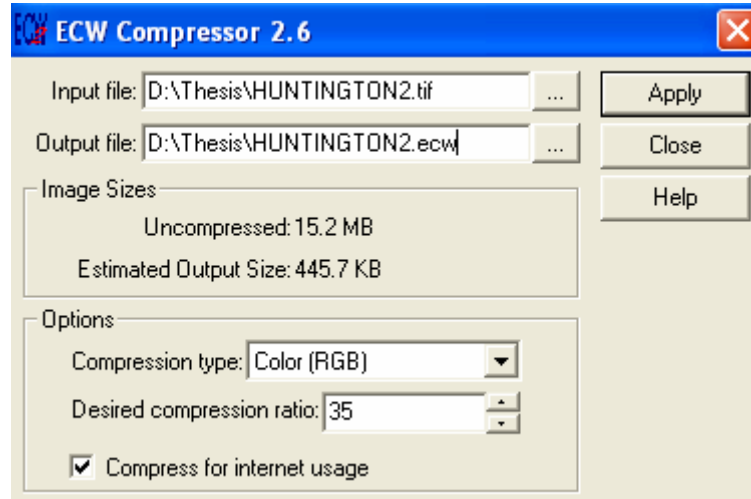 ECW Compressor 2.6
Input file: D:\Thesis\HUNTINGTON2.tif ... Apply
Output file: D:\Thesis\HUNTINGTON2.ecw ... Close
Image Sizes Help
Uncompressed: 15.2 MB
Estimated Output Size: 445.7 KB
Options
Compression type: Color (RGB)
Desired compression ratio: 35
Compress for internet usage